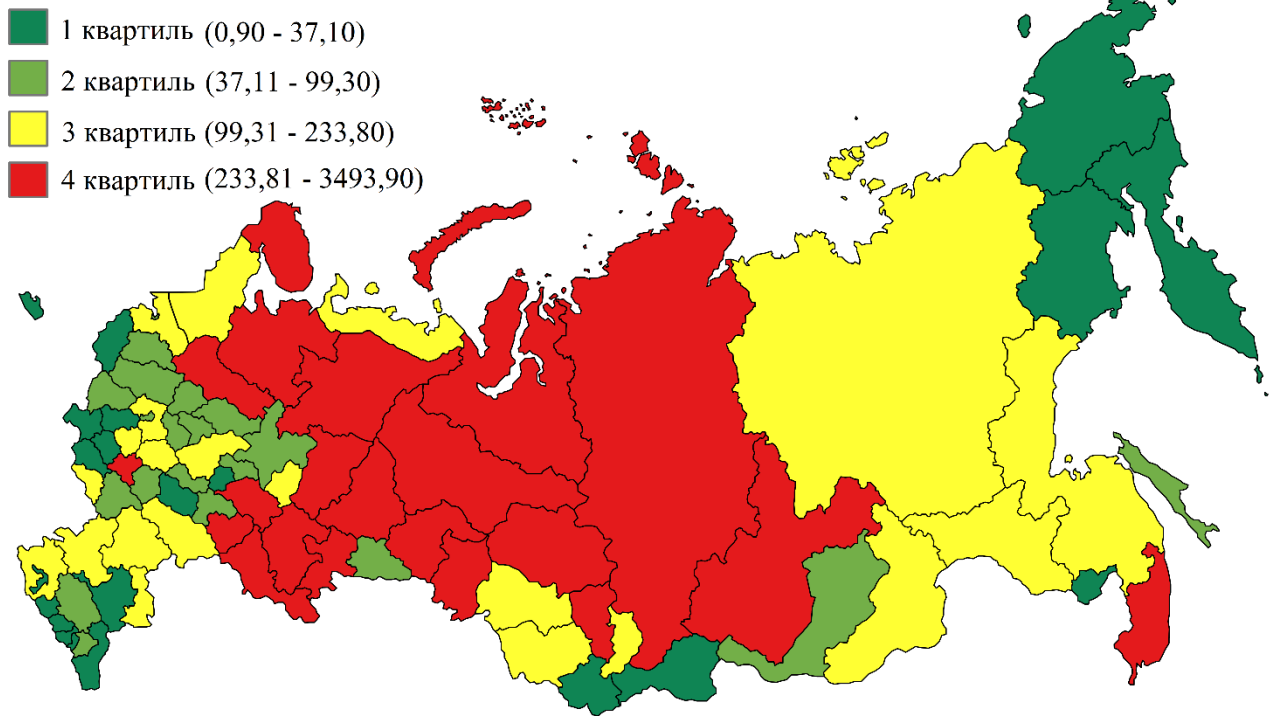 1 квартиль (0,90 - 37,10)
2 квартиль (37,11 - 99,30)
3 квартиль (99,31 - 233,80)
4 квартиль (233,81 - 3493,90)